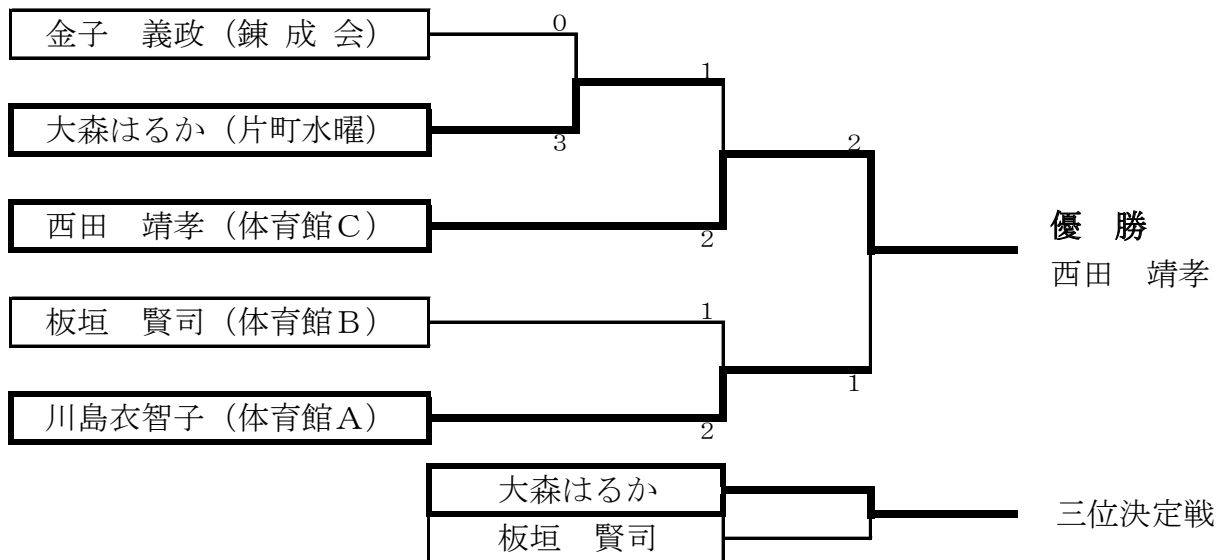 金子　義政（錬 成 会）
0
1
大森はるか（片町水曜）
3
2
西田　靖孝（体育館C）
2
優　勝
西田　靖孝
板垣　賢司（体育館B）
1
1
川島衣智子（体育館A）
2
大森はるか
板垣　賢司
三位決定戦